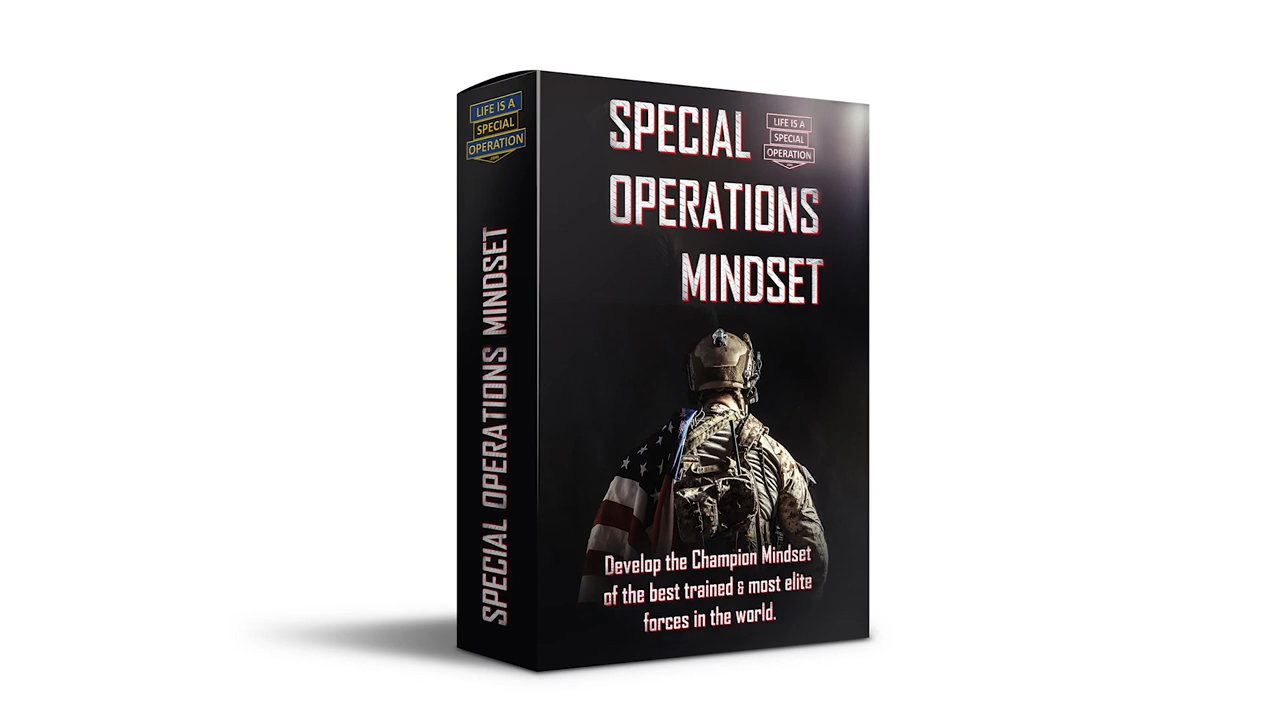 LIFE IS A
SPECIAL
OPERATION
SPECIAL OPERATIONS MINDSET
SPECIAL
OPERATIONS
MINDSET
LIFE IS A
SPECIAL
OPERATION
Develop the Champion Mindset
of the best trained & most elite
forces in the world.